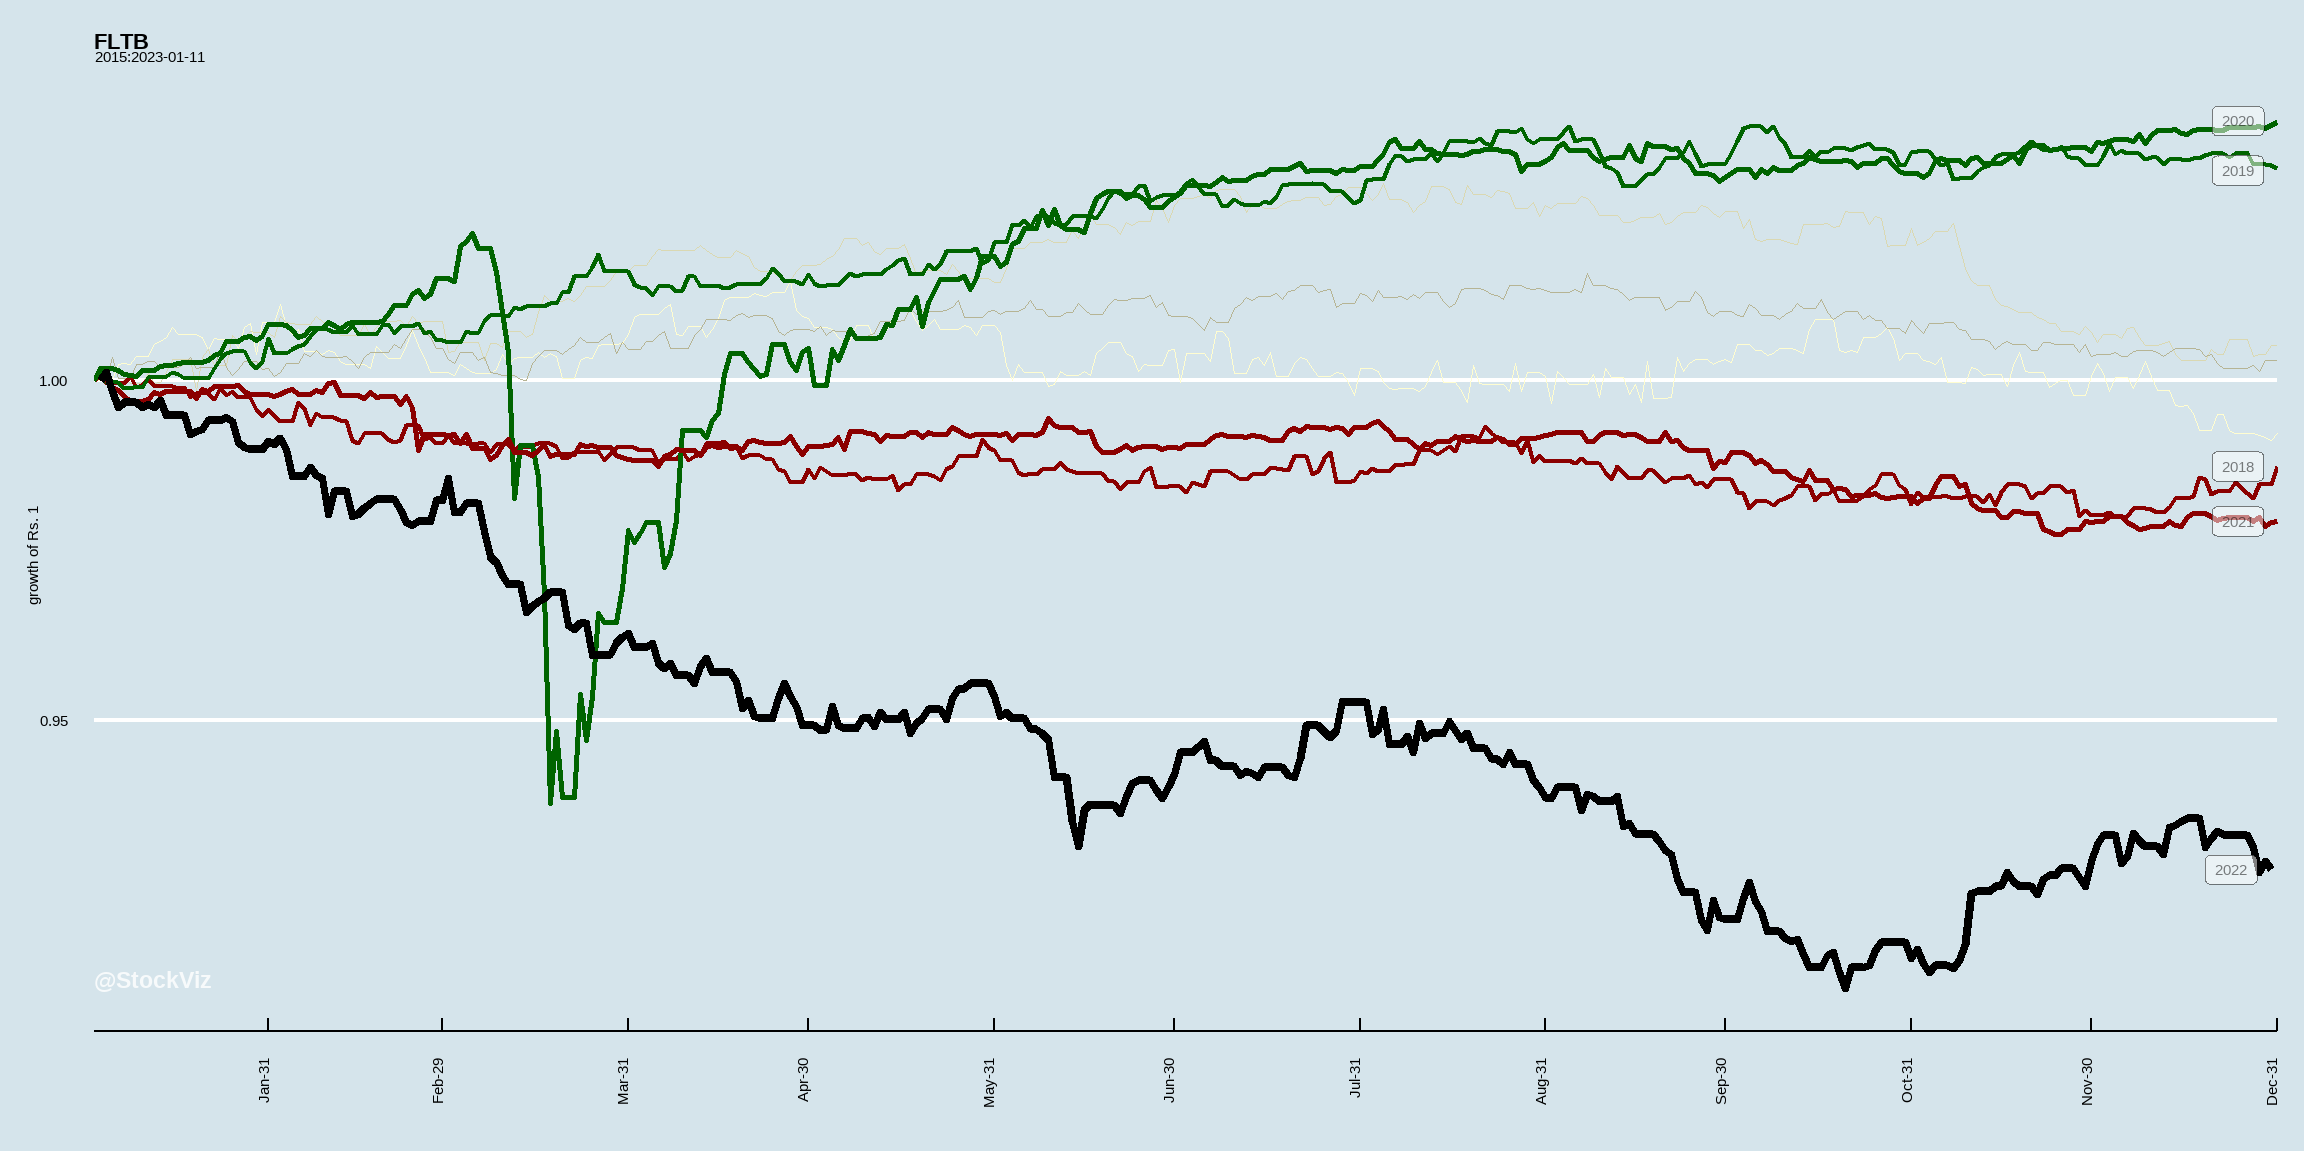 FLTB
2015:2023-01-11
2020
2019
1.00
2018
2021
growth of Rs. 1
0.95
2022
@StockViz
Jan-31
Feb-29
Mar-31
Apr-30
May-31
Jun-30
Jul-31
Aug-31
Sep-30
Oct-31
Nov-30
Dec-31